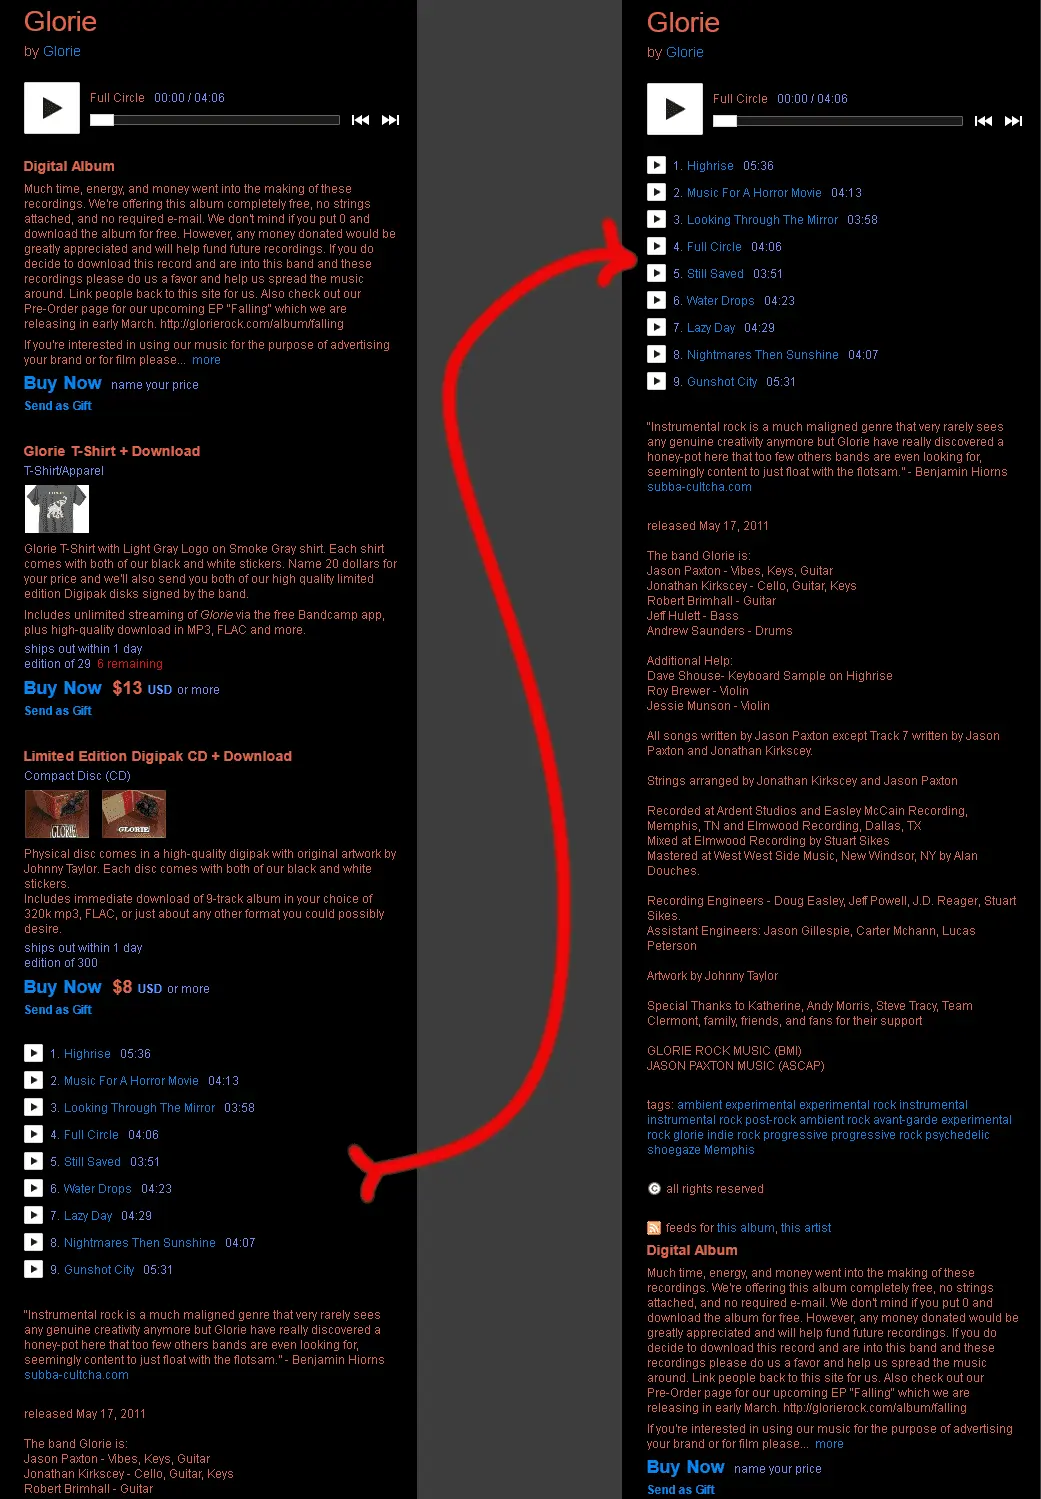 Glorie
by Glorie
Full Circle 00:00 / 04:06
Digital Album
Much time, energy, and money went into the making of these
recordings. We're offering this album completely free, no strings
attached, and no required e-mail. We don't mind if you put 0 and
download the album for free. However, any money donated would be
greatly appreciated and will help fund future recordings. If you do
decide to download this record and are into this band and these
recordings please do us a favor and help us spread the music
around. Link people back to this site for us. Also check out our
Pre-Order page for our upcoming EP "Falling" which we are
releasing in early March. http://glorierock.com/album/falling
If you're interested in using our music for the purpose of advertising
your brand or for film please... more
Buy Now name your price
Send as Gift
Glorie T-Shirt + Download
T-Shirt/Apparel
Glorie T-Shirt with Light Gray Logo on Smoke Gray shirt. Each shirt
comes with both of our black and white stickers. Name 20 dollars for
your price and we'll also send you both of our high quality limited
edition Digipak disks signed by the band.
Includes unlimited streaming of Glorie via the free Bandcamp app,
plus high-quality download in MP3, FLAC and more.
ships out within 1 day
edition of 29 6 remaining
Buy Now $13 USD or more
Send as Gift
Limited Edition Digipak CD + Download
Compact Disc (CD)
GLORIE
GLORIE
Physical disc comes in a high-quality digipak with original artwork by
Johnny Taylor. Each disc comes with both of our black and white
stickers.
Includes immediate download of 9-track album in your choice of
320k mp3, FLAC, or just about any other format you could possibly
desire.
ships out within 1 day
edition of 300
Buy Now $8 USD or more
Send as Gift
1. Highrise 05:36
2. Music For A Horror Movie 04:13
3. Looking Through The Mirror 03:58
4. Full Circle 04:06
5. Still Saved 03:51
6. Water Drops 04:23
7. Lazy Day 04:29
8. Nightmares Then Sunshine 04:07
9. Gunshot City 05:31
"Instrumental rock is a much maligned genre that very rarely sees
any genuine creativity anymore but Glorie have really discovered a
honey-pot here that too few others bands are even looking for,
seemingly content to just float with the flotsam." - Benjamin Hiorns
subba-cultcha.com
released May 17, 2011
The band Glorie is:
Jason Paxton - Vibes, Keys, Guitar
Jonathan Kirkscey - Cello, Guitar, Keys
Robert Brimhall - Guitar
Glorie
by Glorie
Full Circle 00:00 / 04:06
1. Highrise 05:36
2. Music For A Horror Movie 04:13
3. Looking Through The Mirror 03:58
4. Full Circle 04:06
5. Still Saved 03:51
6. Water Drops 04:23
7. Lazy Day 04:29
8. Nightmares Then Sunshine 04:07
9. Gunshot City 05:31
"Instrumental rock is a much maligned genre that very rarely sees
any genuine creativity anymore but Glorie have really discovered a
honey-pot here that too few others bands are even looking for,
seemingly content to just float with the flotsam." - Benjamin Hiorns
subba-cultcha.com
released May 17, 2011
The band Glorie is:
Jason Paxton - Vibes, Keys, Guitar
Jonathan Kirkscey - Cello, Guitar, Keys
Robert Brimhall - Guitar
Jeff Hulett - Bass
Andrew Saunders - Drums
Additional Help:
Dave Shouse- Keyboard Sample on Highrise
Roy Brewer - Violin
Jessie Munson - Violin
All songs written by Jason Paxton except Track 7 written by Jason
Paxton and Jonathan Kirkscey.
Strings arranged by Jonathan Kirkscey and Jason Paxton
Recorded at Ardent Studios and Easley McCain Recording,
Memphis, TN and Elmwood Recording, Dallas, TX
Mixed at Elmwood Recording by Stuart Sikes
Mastered at West West Side Music, New Windsor, NY by Alan
Douches.
Recording Engineers - Doug Easley, Jeff Powell, J.D. Reager, Stuart
Sikes.
Assistant Engineers: Jason Gillespie, Carter Mchann, Lucas
Peterson
Artwork by Johnny Taylor
Special Thanks to Katherine, Andy Morris, Steve Tracy, Team
Clermont, family, friends, and fans for their support
GLORIE ROCK MUSIC (BMI)
JASON PAXTON MUSIC (ASCAP)
tags: ambient experimental experimental rock instrumental
instrumental rock post-rock ambient rock avant-garde experimental
rock glorie indie rock progressive progressive rock psychedelic
shoegaze Memphis
© all rights reserved
feeds for this album, this artist
Digital Album
Much time, energy, and money went into the making of these
recordings. We're offering this album completely free, no strings
attached, and no required e-mail. We don't mind if you put 0 and
download the album for free. However, any money donated would be
greatly appreciated and will help fund future recordings. If you do
decide to download this record and are into this band and these
recordings please do us a favor and help us spread the music
around. Link people back to this site for us. Also check out our
Pre-Order page for our upcoming EP "Falling" which we are
releasing in early March. http://glorierock.com/album/falling
If you're interested in using our music for the purpose of advertising
your brand or for film please... more
Buy Now name your price
Send as Gift